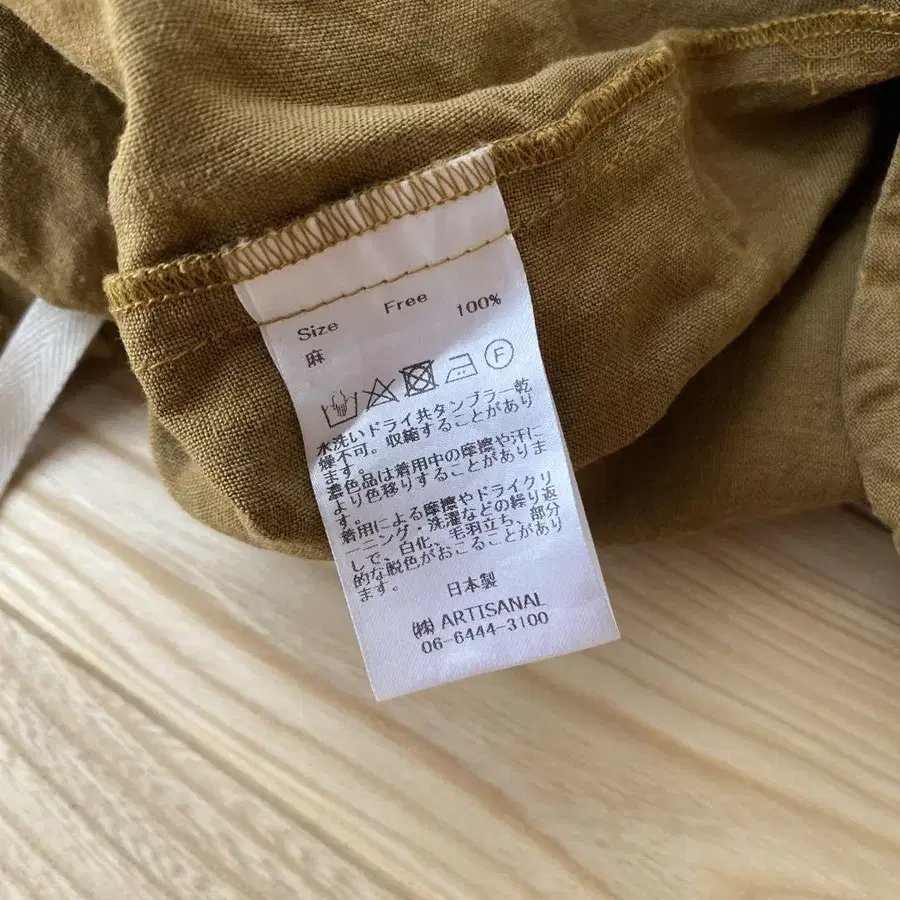 Size Free
麻 100%
F
水洗いドライ共タンブラー乾
燥不可。収縮することがあり
ます。
濃色品は着用中の摩擦や汗に
より色移りすることがありま
す。
着用による摩擦やドライクリ
ーニング・洗濯などの繰り返
しで、白化、毛羽立ち、部分
的な脱色がおこることがあり
ます。
日本製
㈱ ARTISANAL
06-6444-3100